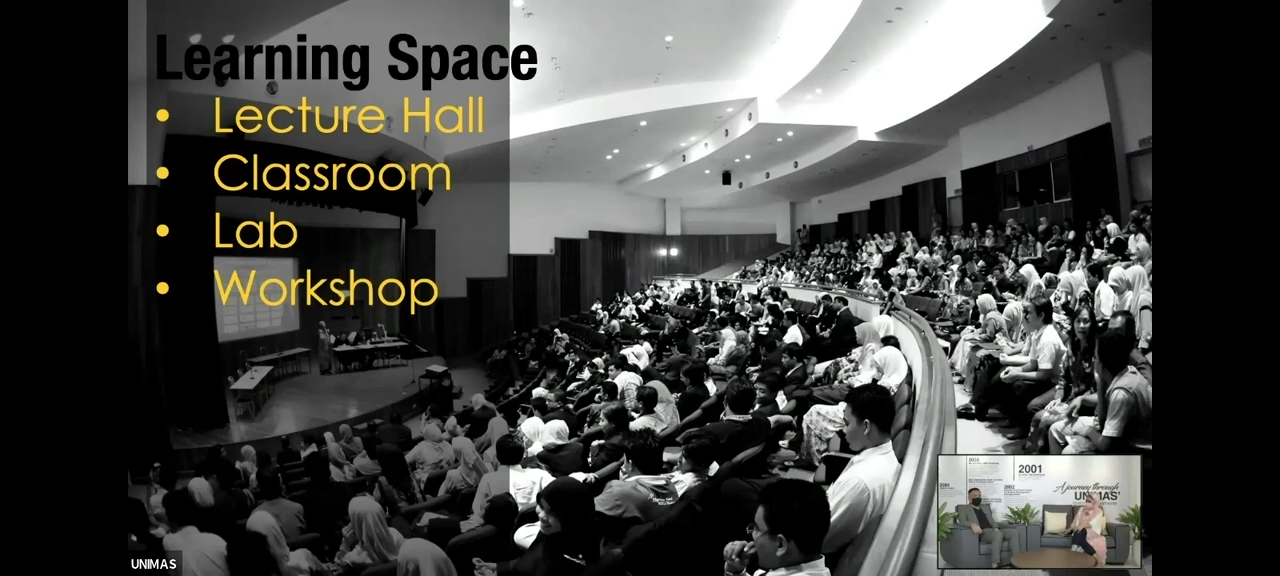 Learning Space
• Lecture Hall
• Classroom
• Lab
• Workshop
2001
A journey through
UNIMAS'
UNIMAS